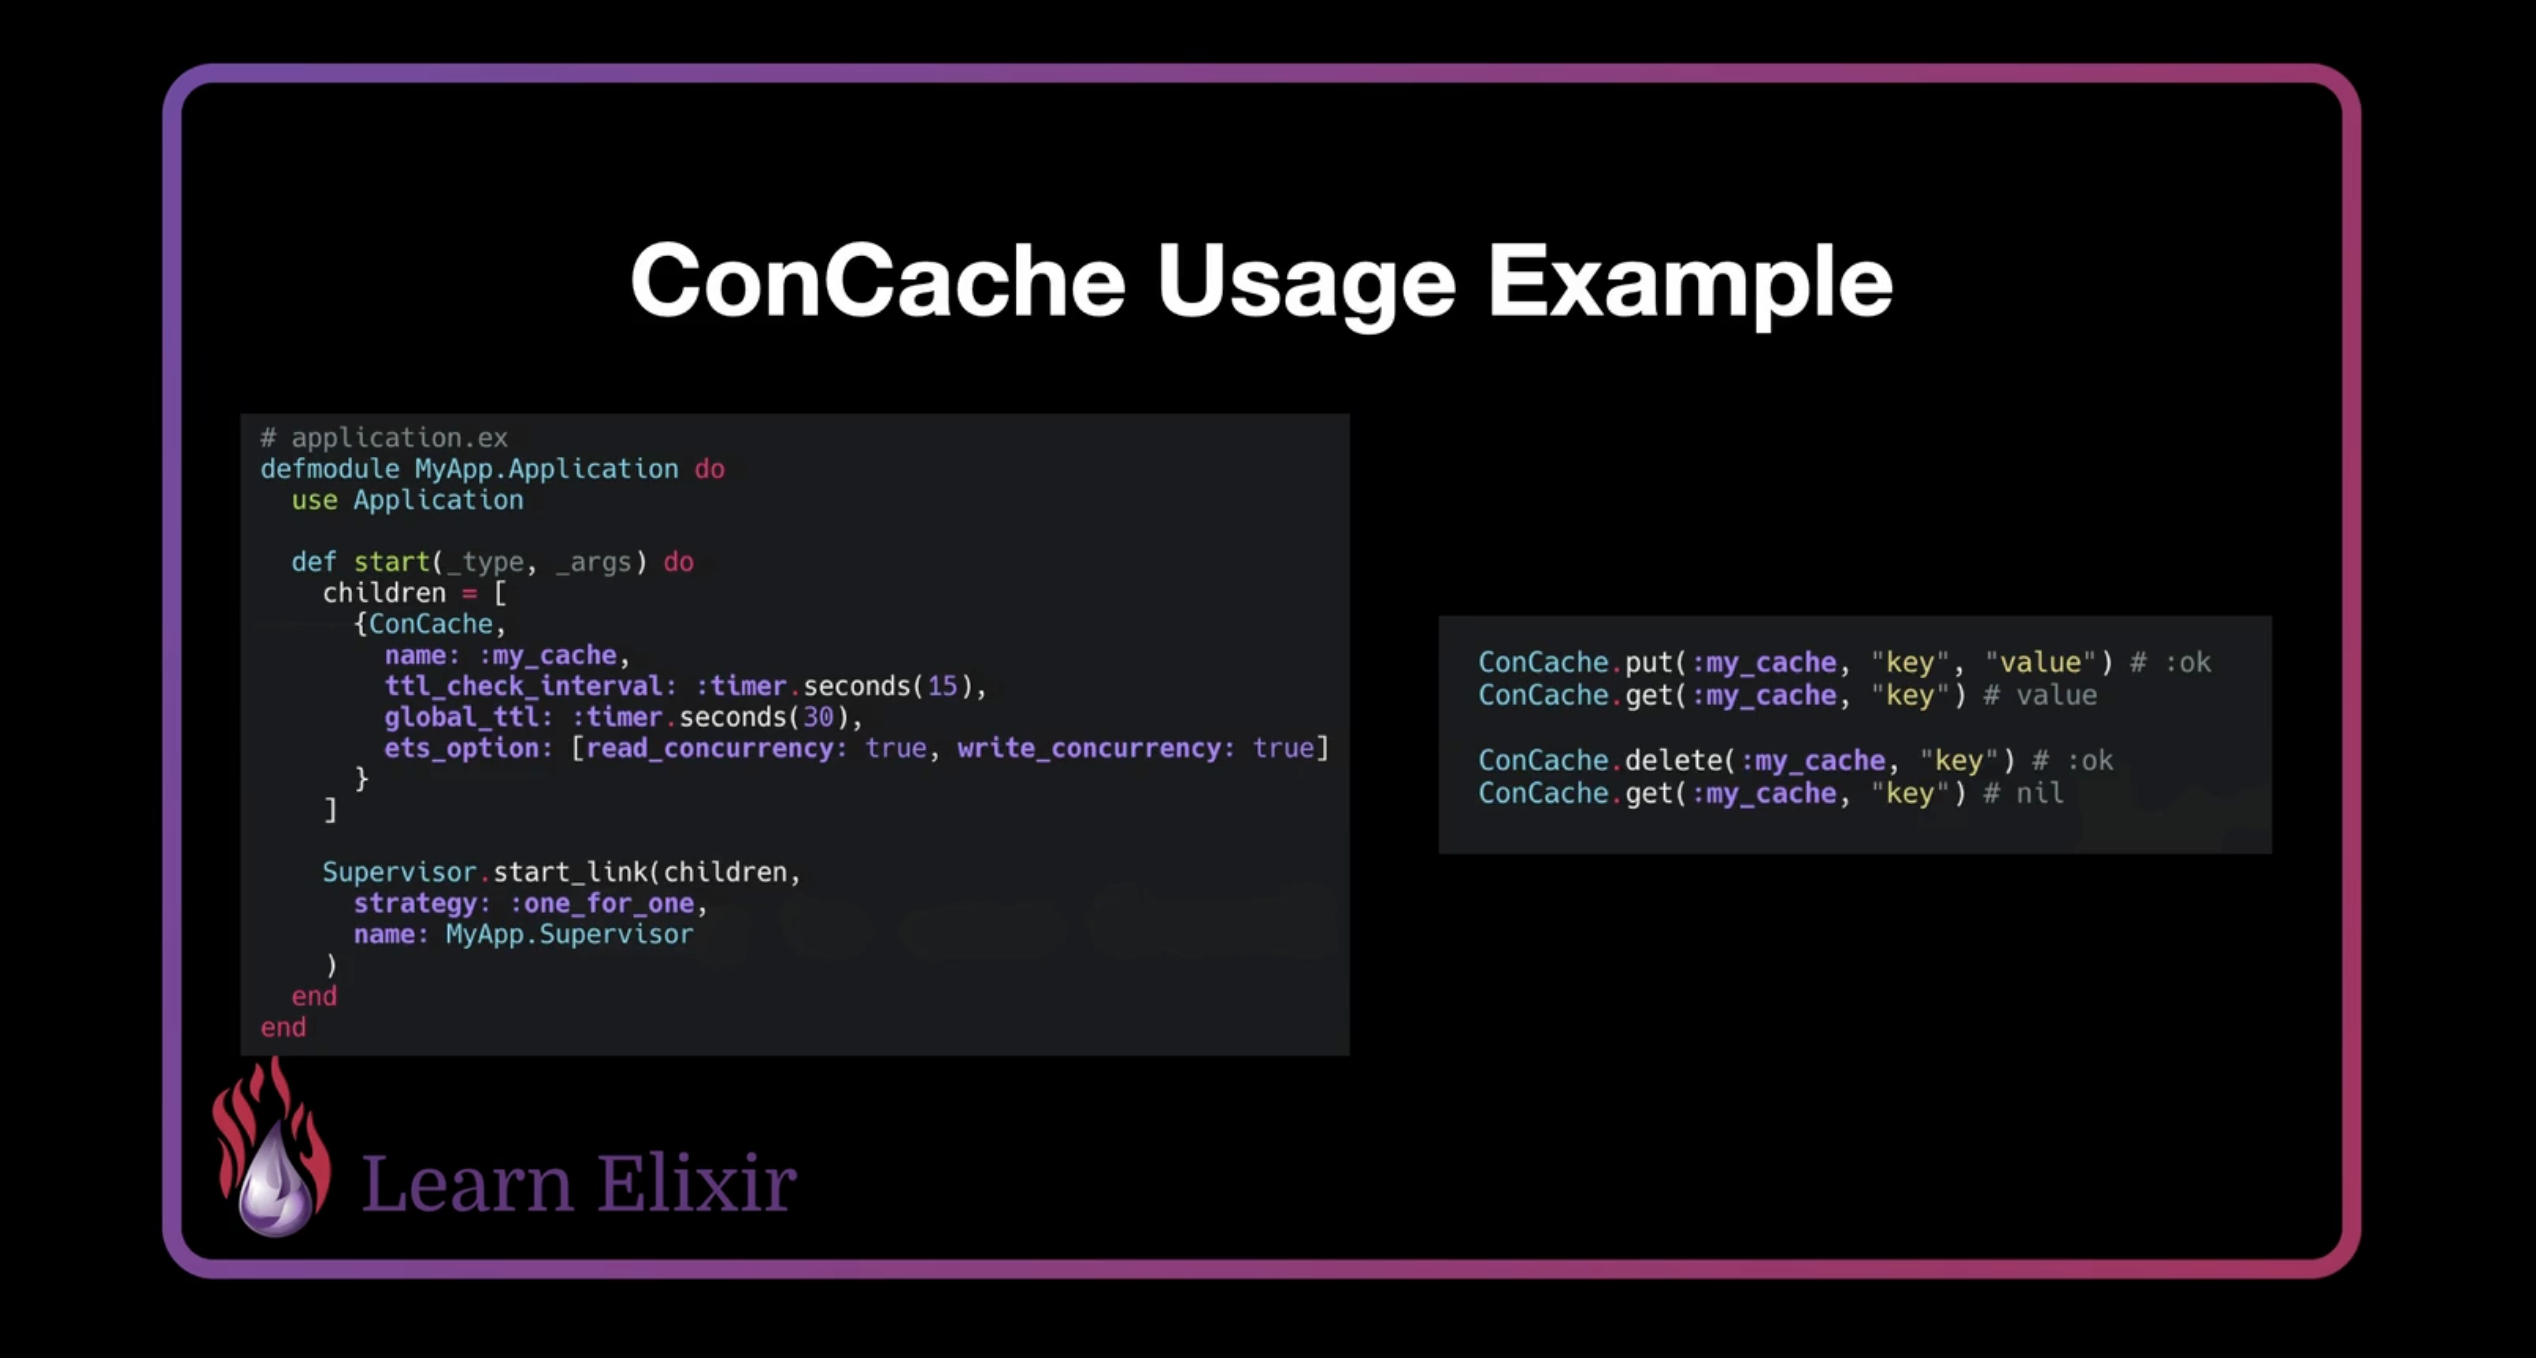 ConCache Usage Example
# application.ex
defmodule MyApp.Application do
  use Application

  def start(_type, _args) do
    children = [
      {ConCache,
        name: :my_cache,
        ttl_check_interval: :timer.seconds(15),
        global_ttl: :timer.seconds(30),
        ets_option: [read_concurrency: true, write_concurrency: true]
      }
    ]

    Supervisor.start_link(children,
      strategy: :one_for_one,
      name: MyApp.Supervisor
    )
  end
end
ConCache.put(:my_cache, "key", "value") # :ok
ConCache.get(:my_cache, "key") # value

ConCache.delete(:my_cache, "key") # :ok
ConCache.get(:my_cache, "key") # nil
Learn Elixir